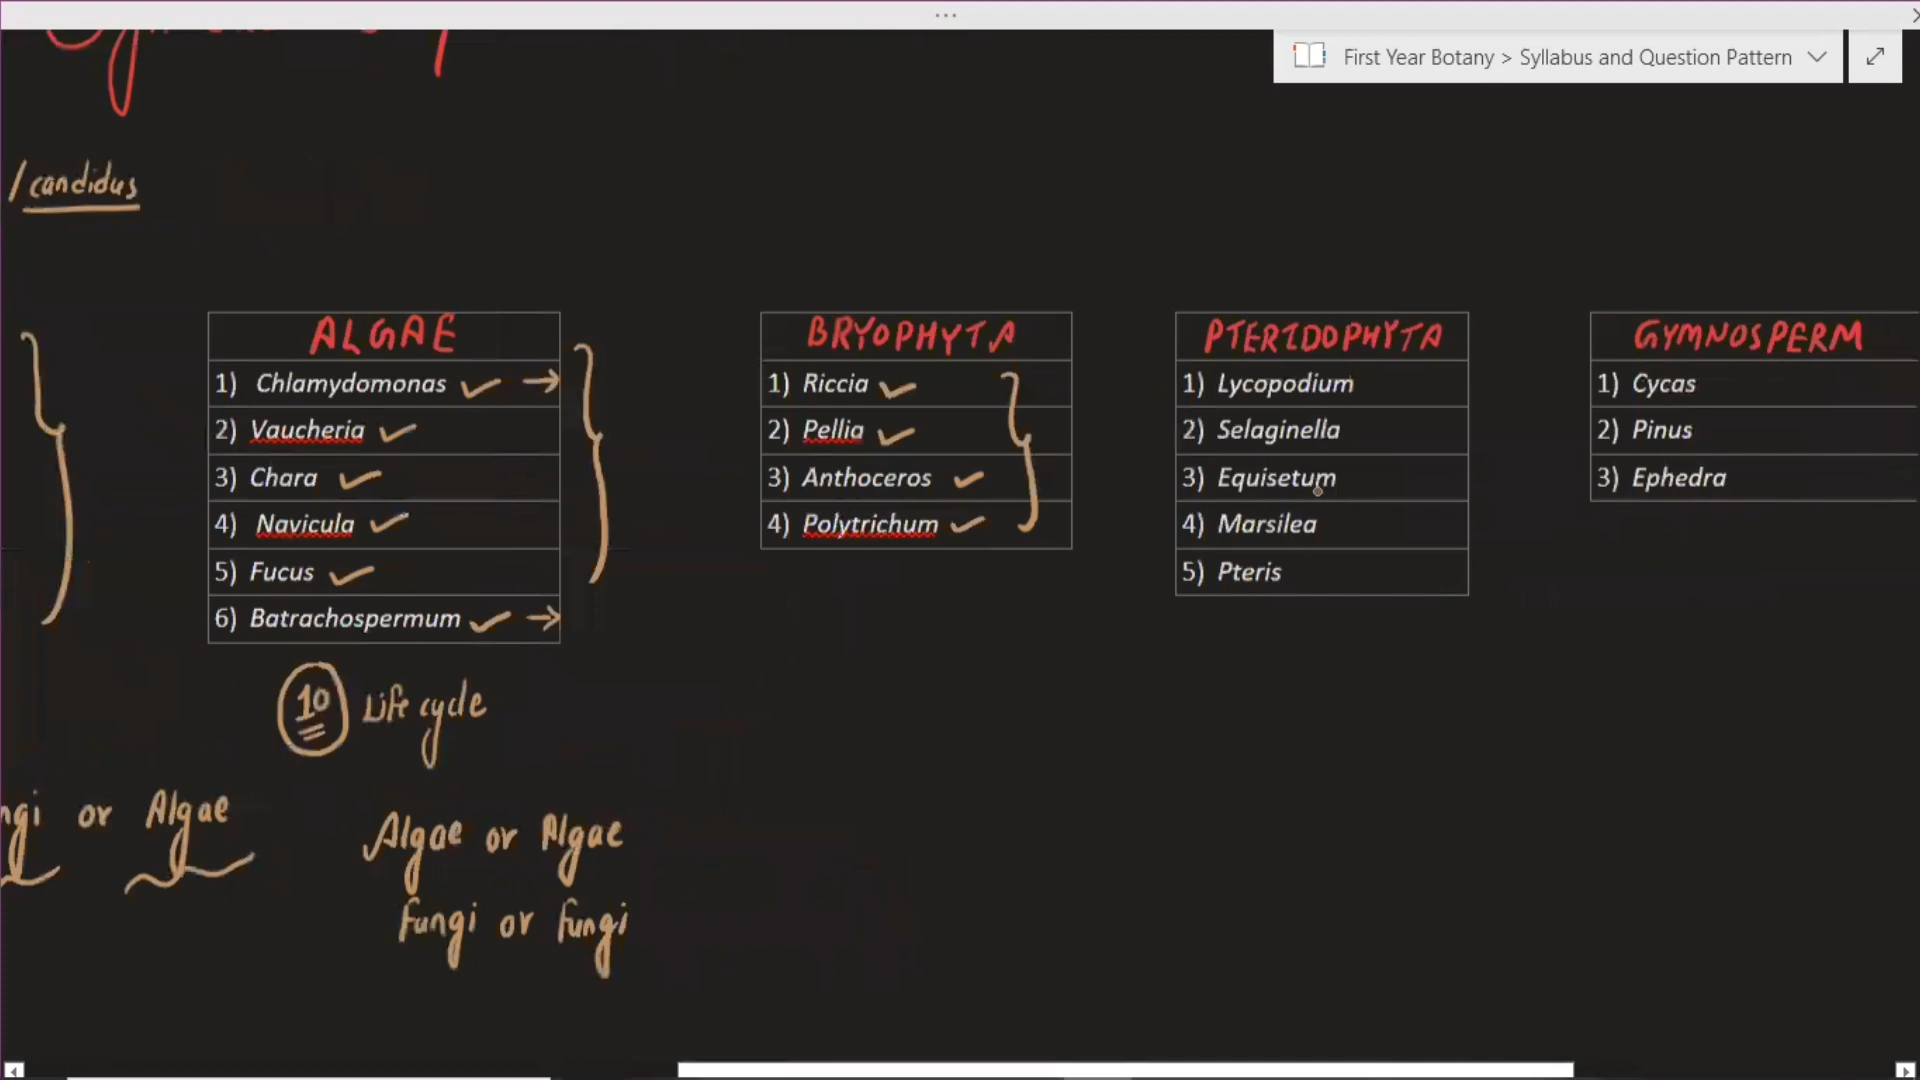 First Year Botany > Syllabus and Question Pattern
/candidus
ALGAE
1) Chlamydomonas
2) Vaucheria
3) Chara
4) Navicula
5) Fucus
6) Batrachospermum
BRYOPHYTA
1) Riccia
2) Pellia
3) Anthoceros
4) Polytrichum
PTERIDOPHYTA
1) Lycopodium
2) Selaginella
3) Equisetum
4) Marsilea
5) Pteris
GYMNOSPERM
1) Cycas
2) Pinus
3) Ephedra
10 Life cycle
ngi or Algae
Algae or Algae
Fungi or Fungi